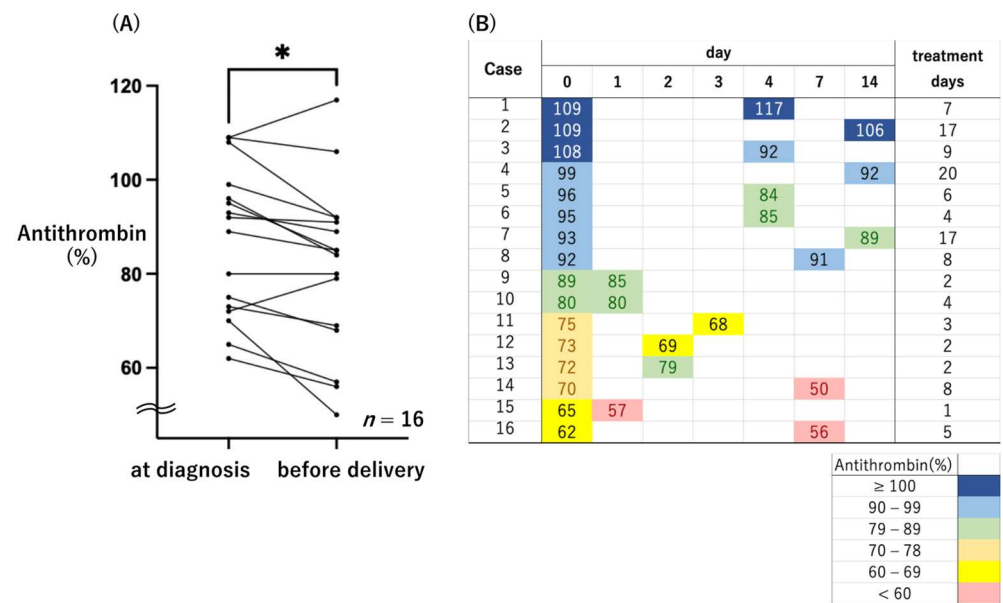 (A)
*
120
100
Antithrombin
(%)
80
60
n = 16
at diagnosis before delivery
(B)
Case day treatment days
0 1 2 3 4 7 14
1 109 117 7
2 109 106 17
3 108 92 9
4 99 92 20
5 96 84 6
6 95 85 4
7 93 89 17
8 92 91 8
9 89 85 2
10 80 80 4
11 75 68 3
12 73 69 2
13 72 79 2
14 70 50 8
15 65 57 1
16 62 56 5
Antithrombin(%)
≥ 100
90 – 99
79 – 89
70 – 78
60 – 69
< 60